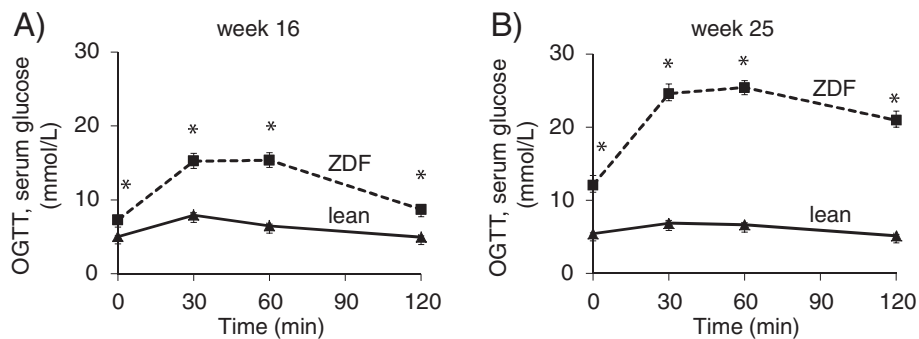 A)
week 16
OGTT, serum glucose
(mmol/L)
30
20
10
0
*
*
*
*
ZDF
lean
0
30
60
90
120
Time (min)
B)
week 25
OGTT, serum glucose
(mmol/L)
30
20
10
0
*
*
*
*
ZDF
lean
0
30
60
90
120
Time (min)